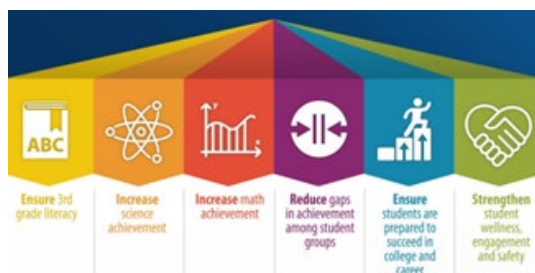 ABC
y
x
Ensure 3rd
grade literacy
Increase
science
achievement
Increase math
achievement
Reduce gaps
in achievement
among student
groups
Ensure
students are
prepared to
succeed in
college and
career
Strengthen
student
wellness,
engagement
and safety